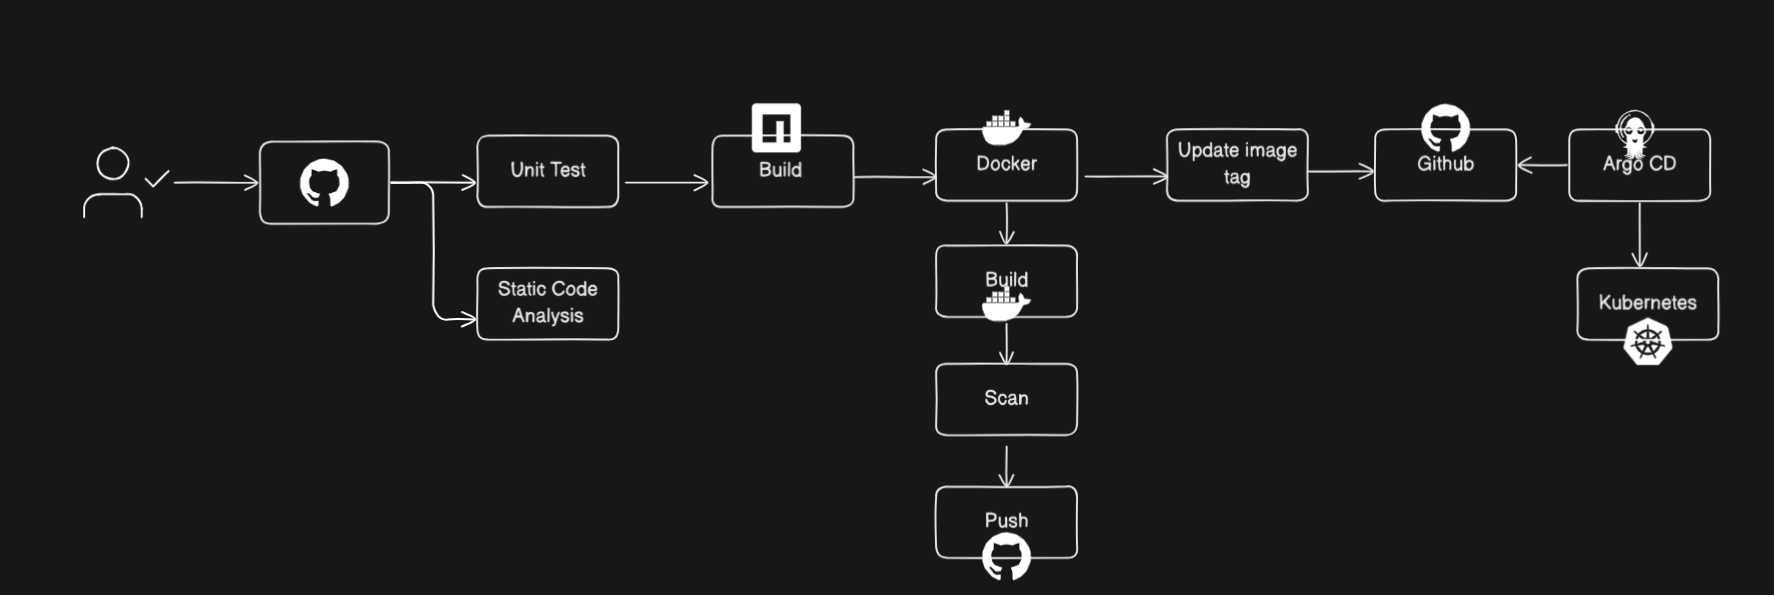 Unit Test
Build
Docker
Update image
tag
Github
Argo CD
Static Code
Analysis
Build
Kubernetes
Scan
Push